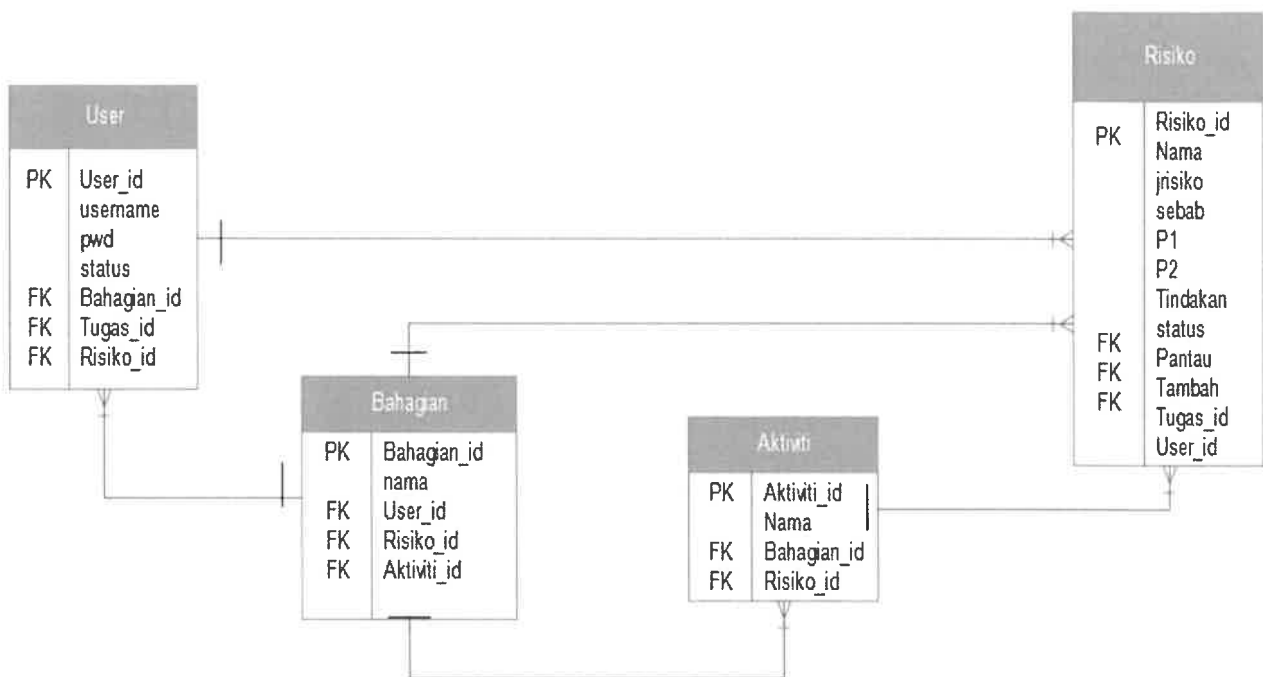 User
PK User_id
username
pwd
status
FK Bahagian_id
FK Tugas_id
FK Risiko_id
Bahagian
PK Bahagian_id
nama
FK User_id
FK Risiko_id
FK Aktiviti_id
Aktiviti
PK Aktiviti_id
Nama
FK Bahagian_id
FK Risiko_id
Risiko
PK Risiko_id
Nama
jrisiko
sebab
P1
P2
Tindakan
status
FK Pantau
FK Tambah
FK Tugas_id
User_id